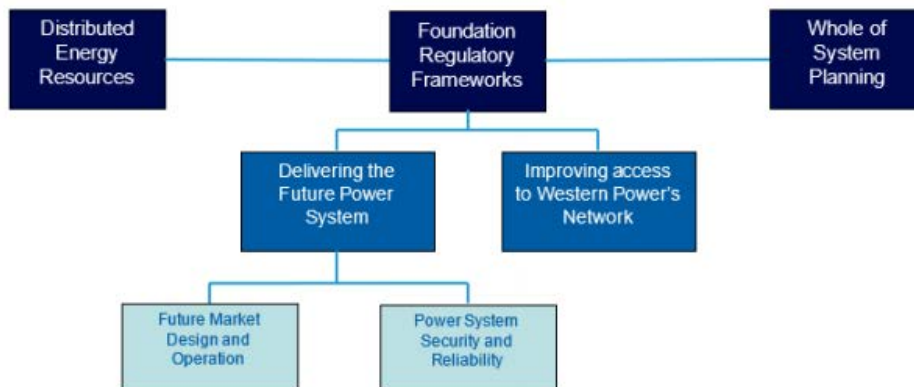 Distributed
Energy
Resources
Foundation
Regulatory
Frameworks
Whole of
System
Planning
Delivering the
Future Power
System
Improving access
to Western Power's
Network
Future Market
Design and
Operation
Power System
Security and
Reliability